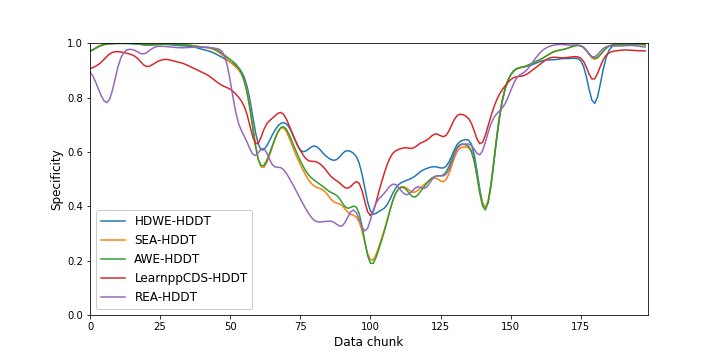 1.0
0.8
0.6
0.4
0.2
0.0
Specificity
HDWE-HDDT
SEA-HDDT
AWE-HDDT
LearnppCDS-HDDT
REA-HDDT
0 25 50 75 100 125 150 175
Data chunk